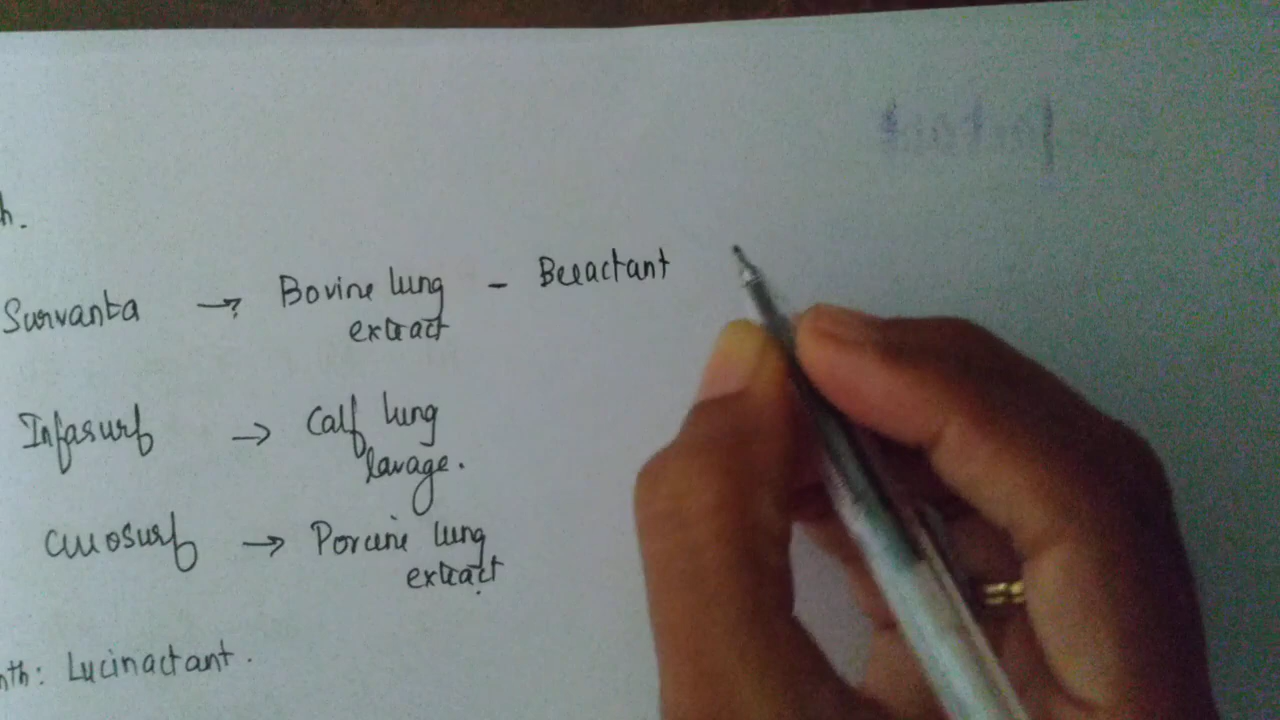 h.
Survanta → Bovine lung - Beractant
extract
Infasurf → Calf lung
lavage.
Curosurf → Porcine lung
extract
nth: Lucinactant.